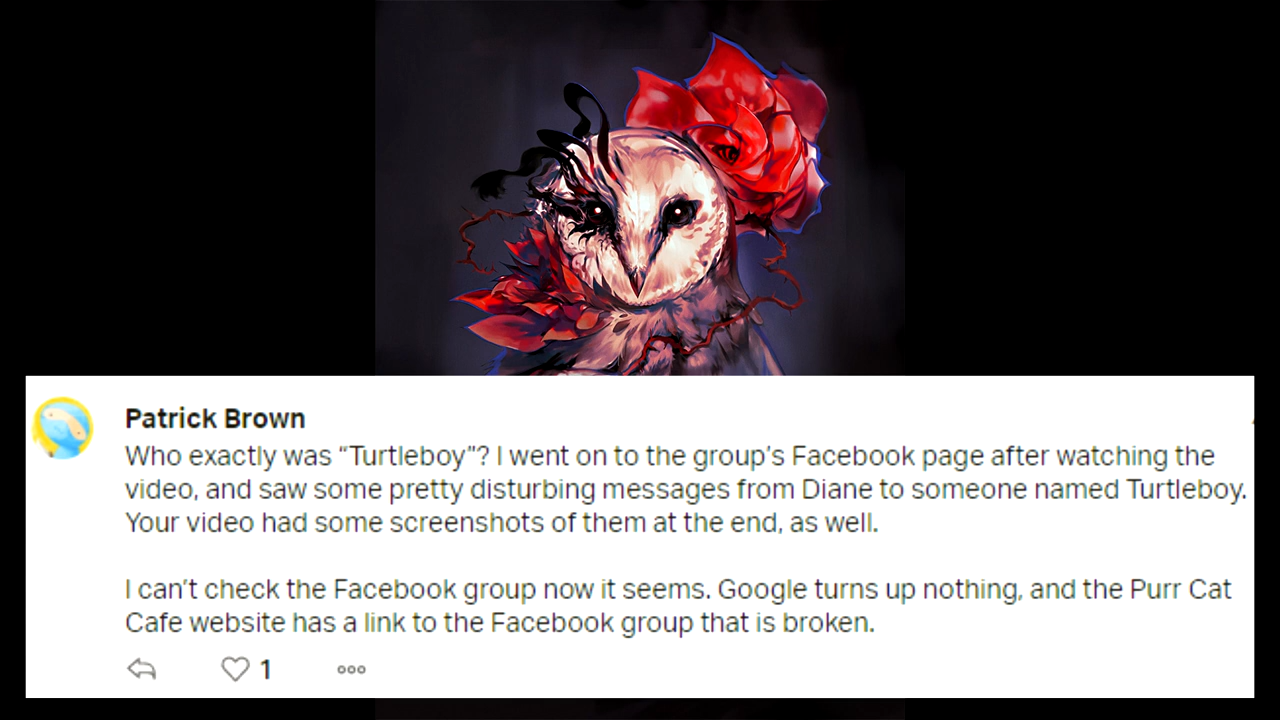 Patrick Brown
Who exactly was “Turtleboy”? I went on to the group’s Facebook page after watching the
video, and saw some pretty disturbing messages from Diane to someone named Turtleboy.
Your video had some screenshots of them at the end, as well.
I can’t check the Facebook group now it seems. Google turns up nothing, and the Purr Cat
Cafe website has a link to the Facebook group that is broken.
1